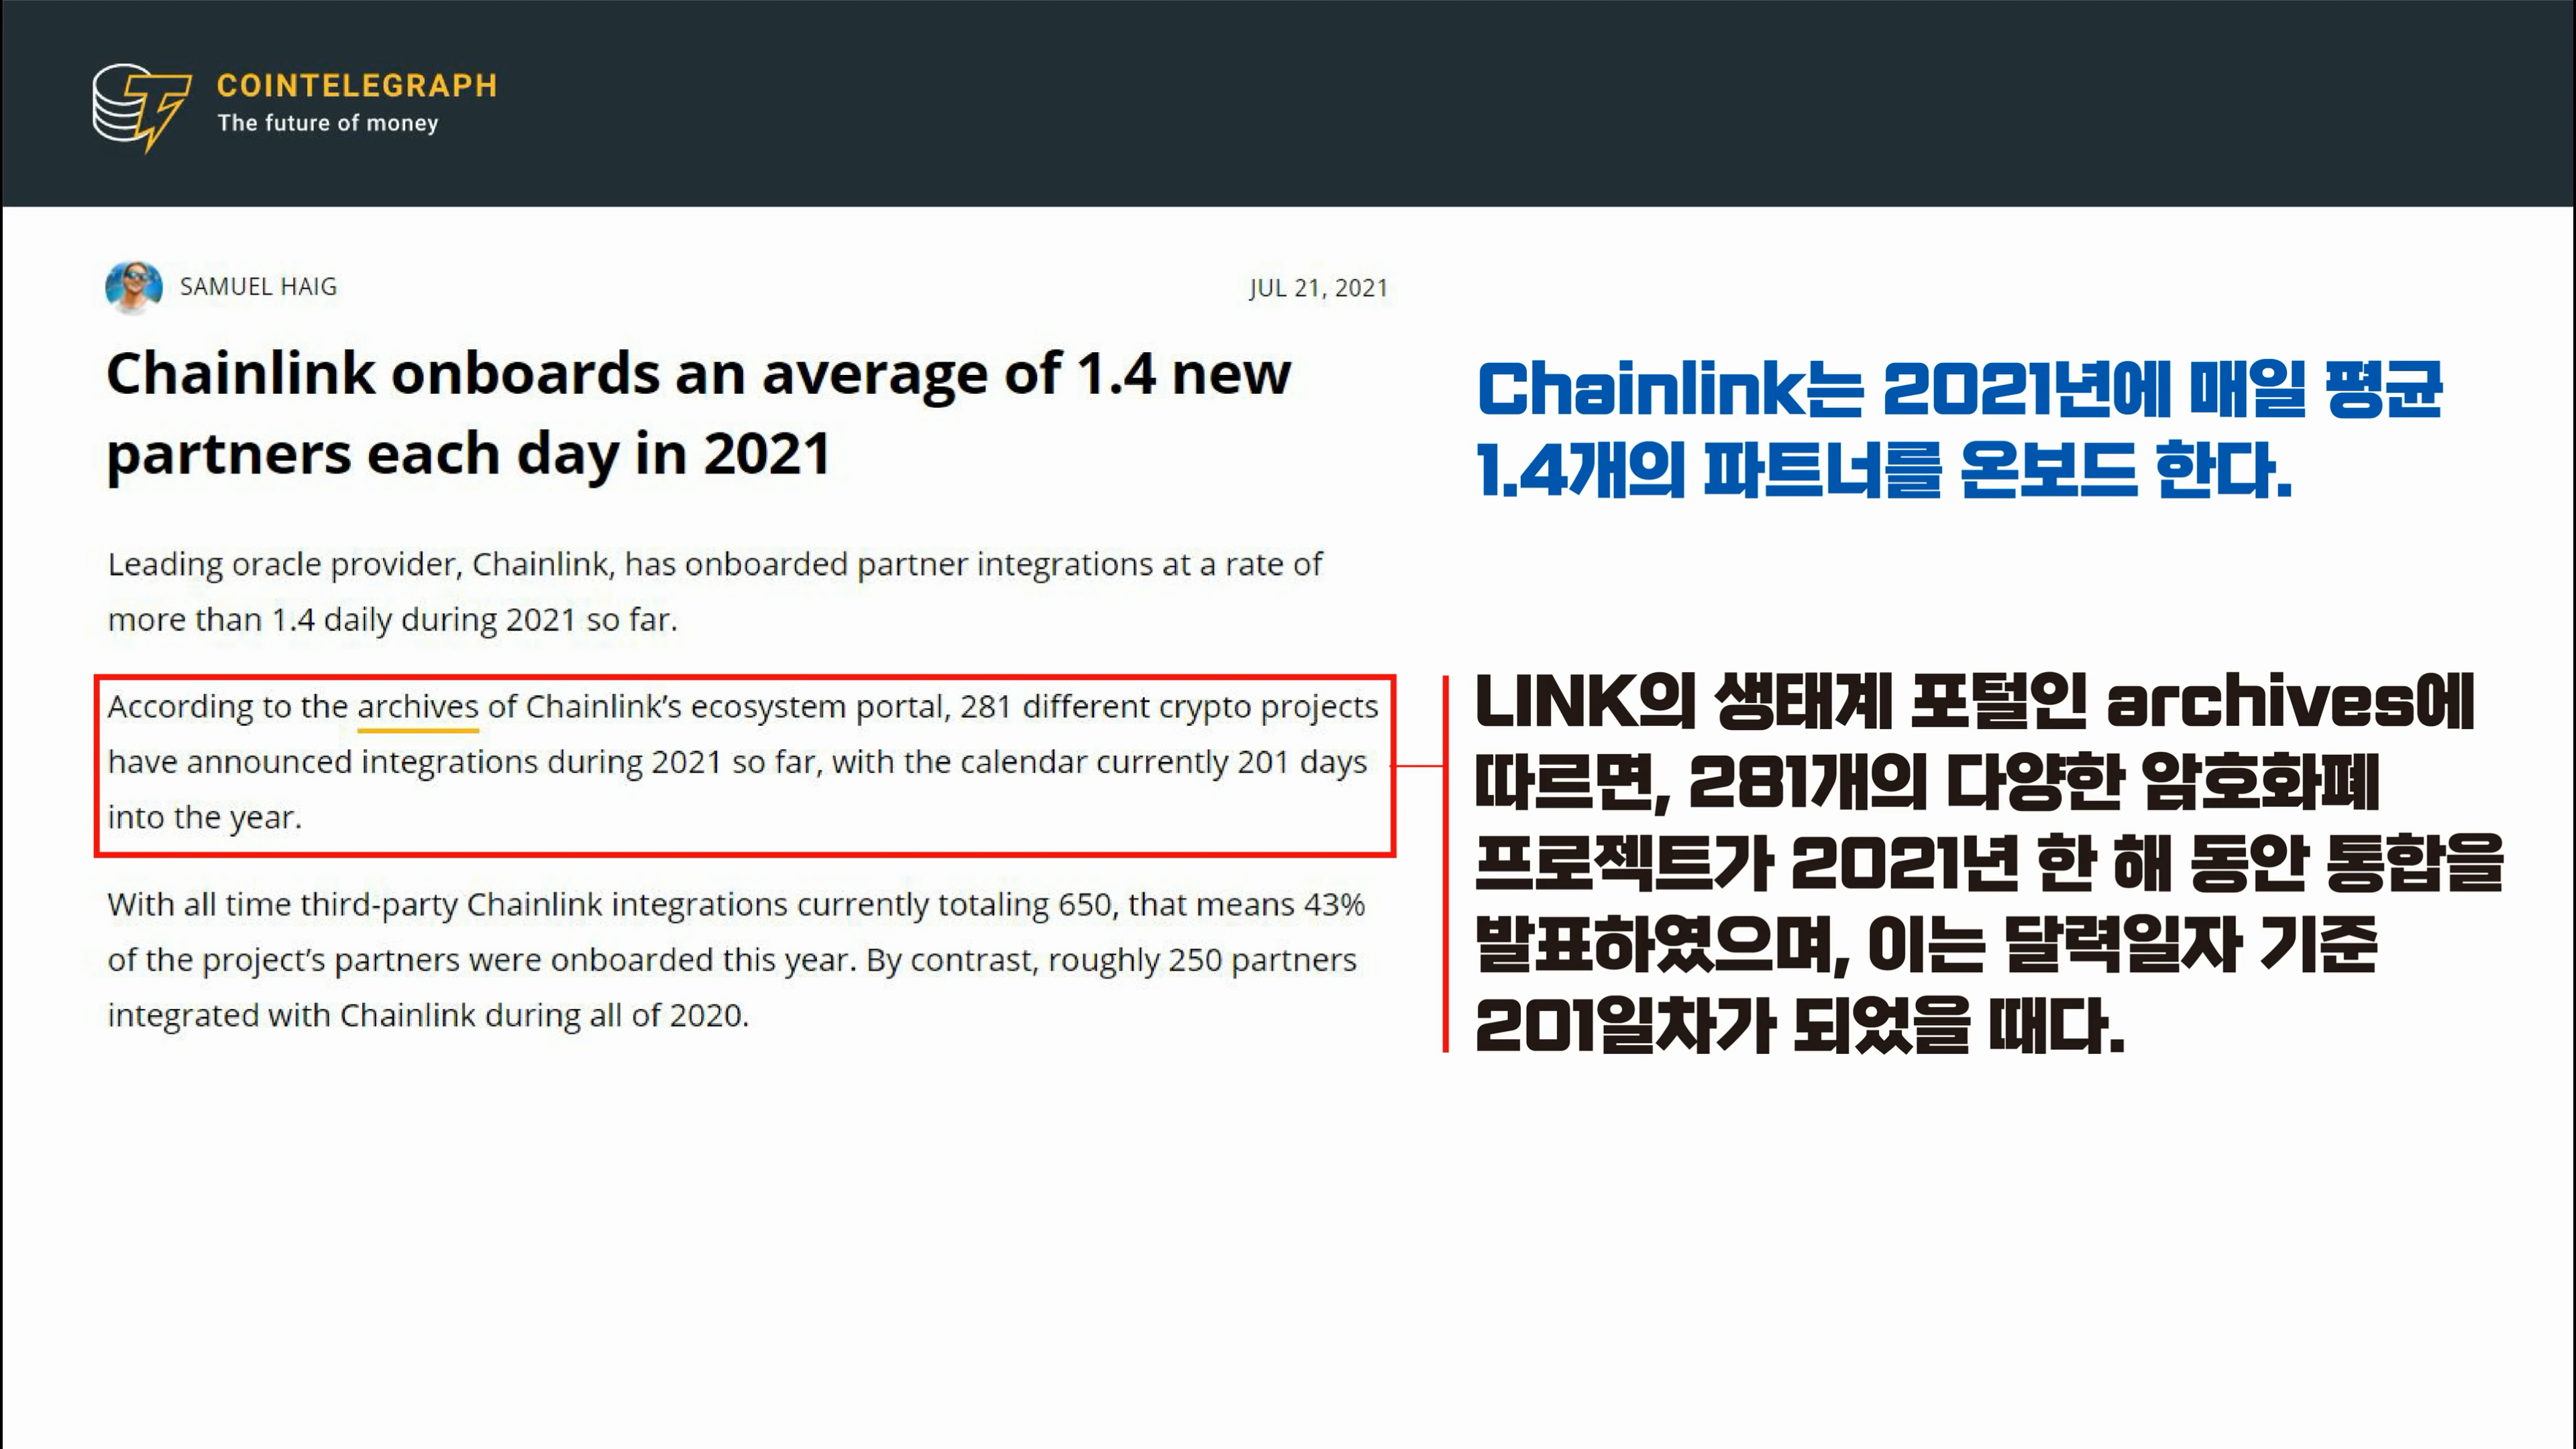 COINTELEGRAPH
The future of money
SAMUEL HAIG
JUL 21, 2021
Chainlink onboards an average of 1.4 new
partners each day in 2021
Leading oracle provider, Chainlink, has onboarded partner integrations at a rate of
more than 1.4 daily during 2021 so far.
According to the archives of Chainlink’s ecosystem portal, 281 different crypto projects
have announced integrations during 2021 so far, with the calendar currently 201 days
into the year.
With all time third-party Chainlink integrations currently totaling 650, that means 43%
of the project’s partners were onboarded this year. By contrast, roughly 250 partners
integrated with Chainlink during all of 2020.
Chainlink는 2021년에 매일 평균
1.4개의 파트너를 온보드 한다.
LINK의 생태계 포털인 archives에
따르면, 281개의 다양한 암호화폐
프로젝트가 2021년 한 해 동안 통합을
발표하였으며, 이는 달력일자 기준
201일차가 되었을 때다.